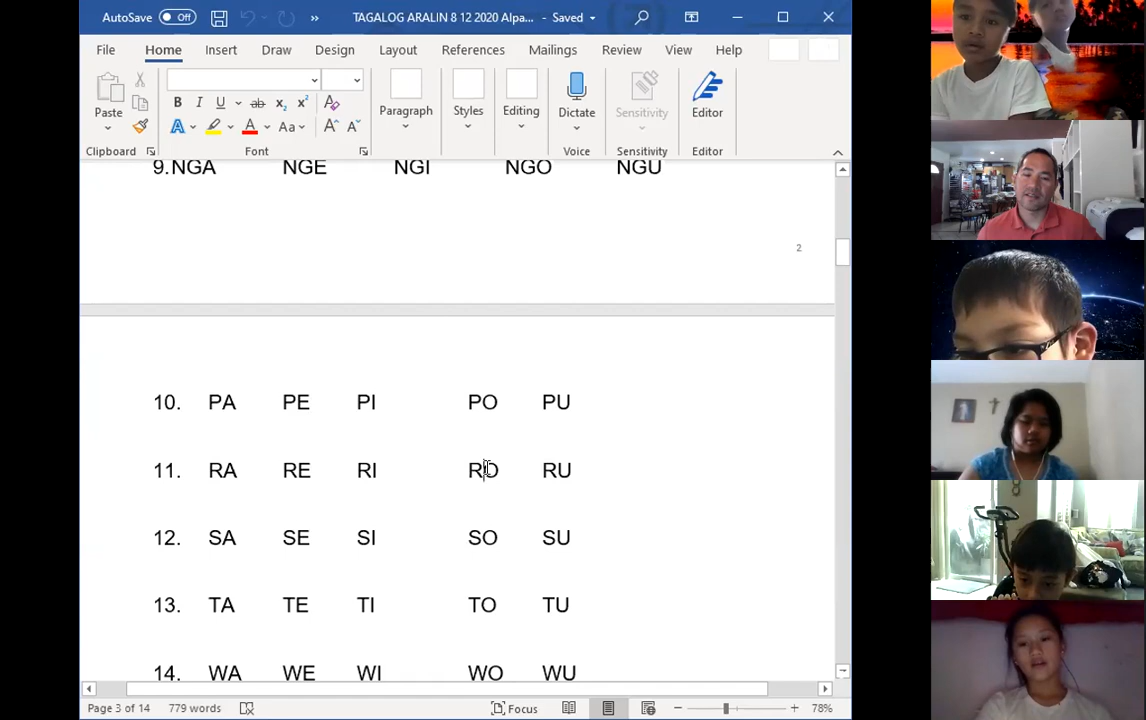 AutoSave Off TAGALOG ARALIN 8 12 2020 Alpa... - Saved
File Home Insert Draw Design Layout References Mailings Review View Help
Paste B I U ab x₂ x² A A Aa A A Paragraph Styles Editing Dictate Sensitivity Editor
Clipboard Font Voice Sensitivity Editor
9. NGA NGE NGI NGO NGU
2
10. PA PE PI PO PU
11. RA RE RI RO RU
12. SA SE SI SO SU
13. TA TE TI TO TU
14. WA WE WI WO WU
Page 3 of 14 779 words Focus 78%